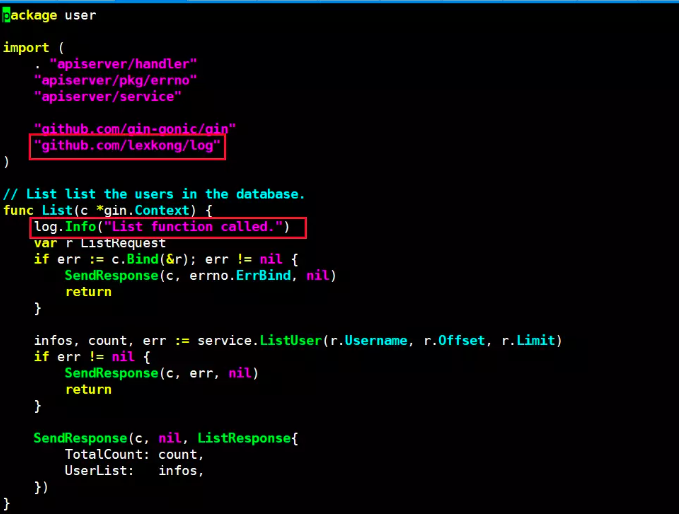 package user

import (
    . "apiserver/handler"
    "apiserver/pkg/errno"
    "apiserver/service"

    "github.com/gin-gonic/gin"
    "github.com/lexkong/log"
)

// List list the users in the database.
func List(c *gin.Context) {
    log.Info("List function called.")
    var r ListRequest
    if err := c.Bind(&r); err != nil {
        SendResponse(c, errno.ErrBind, nil)
        return
    }

    infos, count, err := service.ListUser(r.Username, r.Offset, r.Limit)
    if err != nil {
        SendResponse(c, err, nil)
        return
    }

    SendResponse(c, nil, ListResponse{
        TotalCount: count,
        UserList:   infos,
    })
}